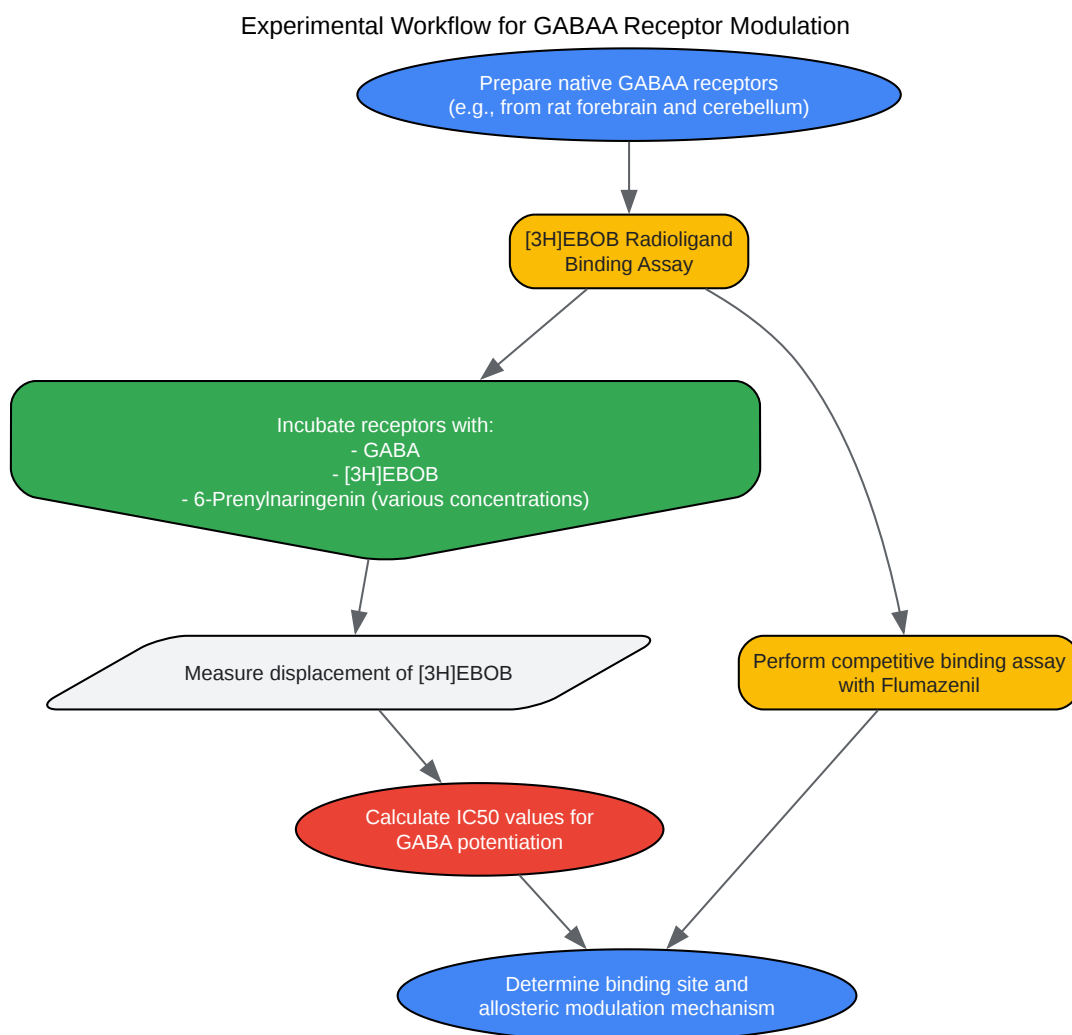 Experimental Workflow for GABAA Receptor Modulation
Prepare native GABAA receptors
(e.g., from rat forebrain and cerebellum)
[3H]EBOB Radioligand
Binding Assay
Incubate receptors with:
- GABA
- [3H]EBOB
- 6-Prenylnaringenin (various concentrations)
Measure displacement of [3H]EBOB
Perform competitive binding assay
with Flumazenil
Calculate IC50 values for
GABA potentiation
Determine binding site and
allosteric modulation mechanism